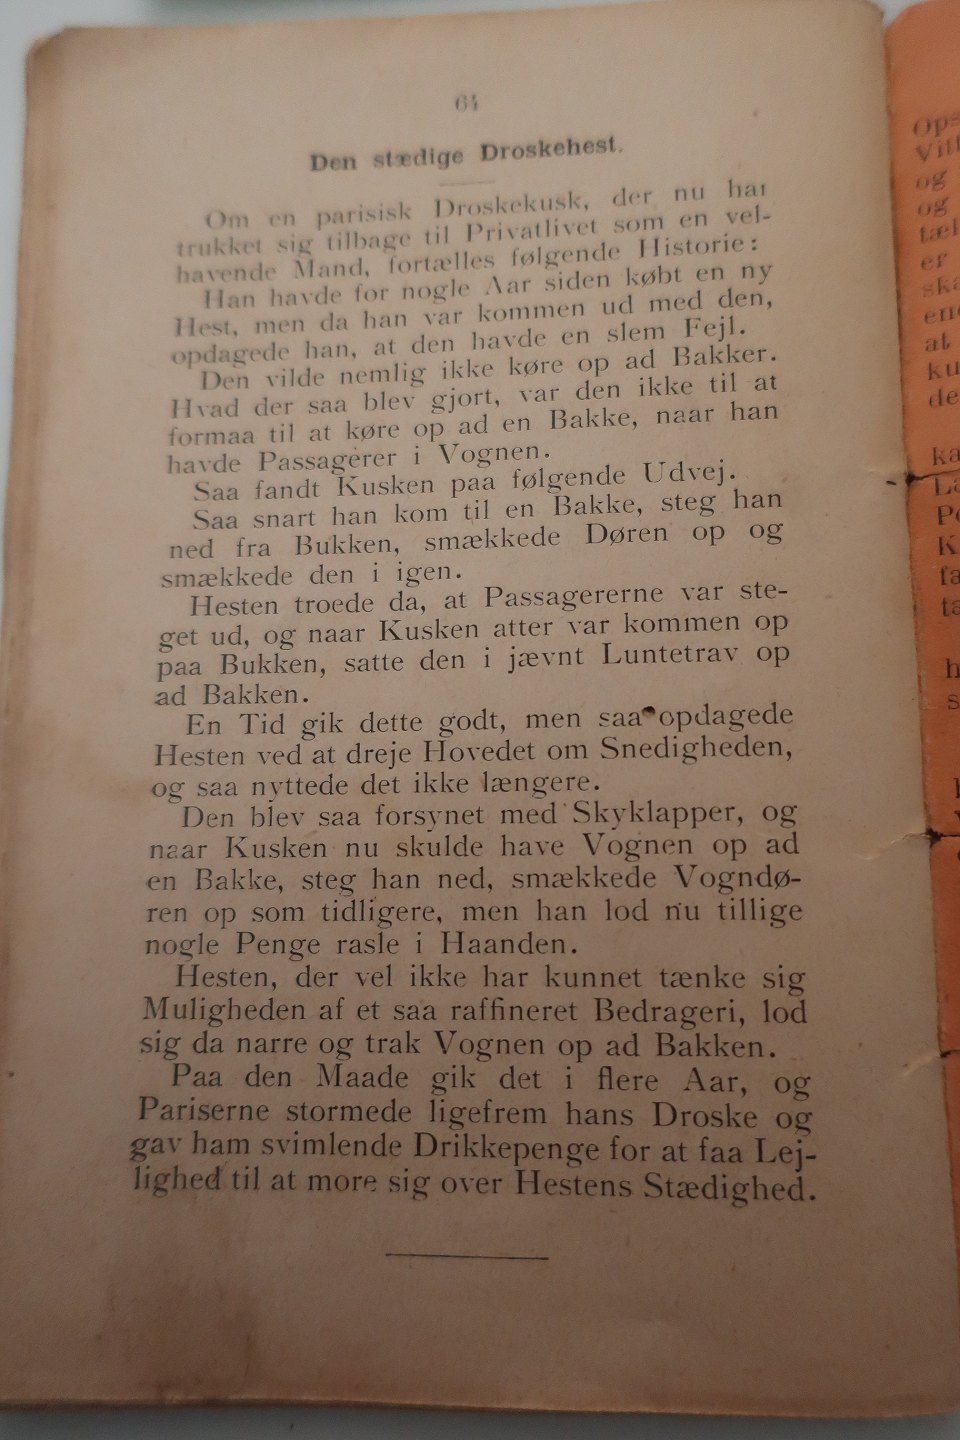 64
Den stædige Droskehest.
Om en parisisk Droskekusk, der nu har
trukket sig tilbage til Privatlivet som en vel-
havende Mand, fortælles følgende Historie:
Han havde for nogle Aar siden købt en ny
Hest, men da han var kommen ud med den,
opdagede han, at den havde en slem Fejl.
Den vilde nemlig ikke køre op ad Bakker.
Hvad der saa blev gjort, var den ikke til at
formaa til at køre op ad en Bakke, naar han
havde Passagerer i Vognen.
Saa fandt Kusken paa følgende Udvej.
Saa snart han kom til en Bakke, steg han
ned fra Bukken, smækkede Døren op og
smækkede den i igen.
Hesten troede da, at Passagererne var ste-
get ud, og naar Kusken atter var kommen op
paa Bukken, satte den i jævnt Luntetrav op
ad Bakken.
En Tid gik dette godt, men saa opdagede
Hesten ved at dreje Hovedet om Snedigheden,
og saa nyttede det ikke længere.
Den blev saa forsynet med Skyklapper, og
naar Kusken nu skulde have Vognen op ad
en Bakke, steg han ned, smækkede Vogndø-
ren op som tidligere, men han lod nu tillige
nogle Penge rasle i Haanden.
Hesten, der vel ikke har kunnet tænke sig
Muligheden af et saa raffineret Bedrageri, lod
sig da narre og trak Vognen op ad Bakken.
Paa den Maade gik det i flere Aar, og
Pariserne stormede ligefrem hans Droske og
gav ham svimlende Drikkepenge for at faa Lej-
lighed til at more sig over Hestens Stædighed.
og
og
er
at